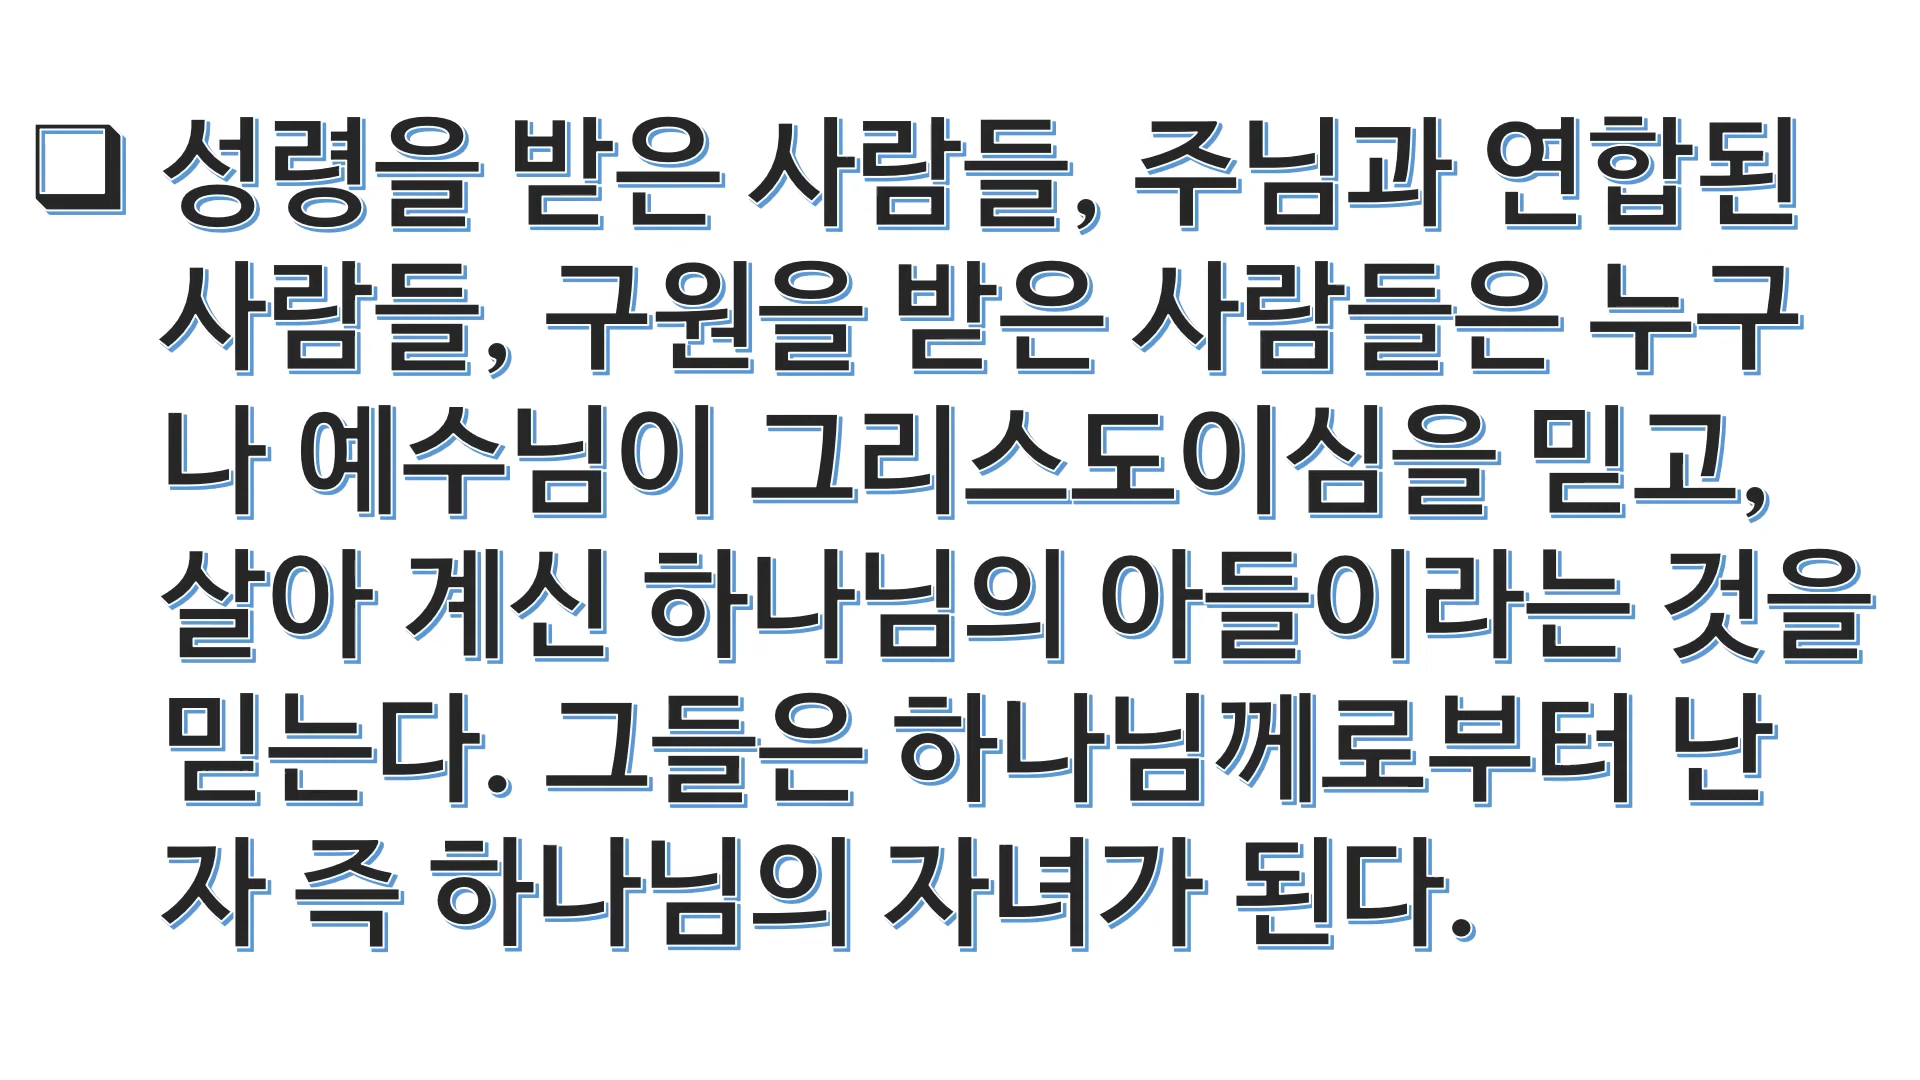 ❑ 성령을 받은 사람들, 주님과 연합된
사람들, 구원을 받은 사람들은 누구
나 예수님이 그리스도이심을 믿고,
살아 계신 하나님의 아들이라는 것을
믿는다. 그들은 하나님께로부터 난
자 즉 하나님의 자녀가 된다.